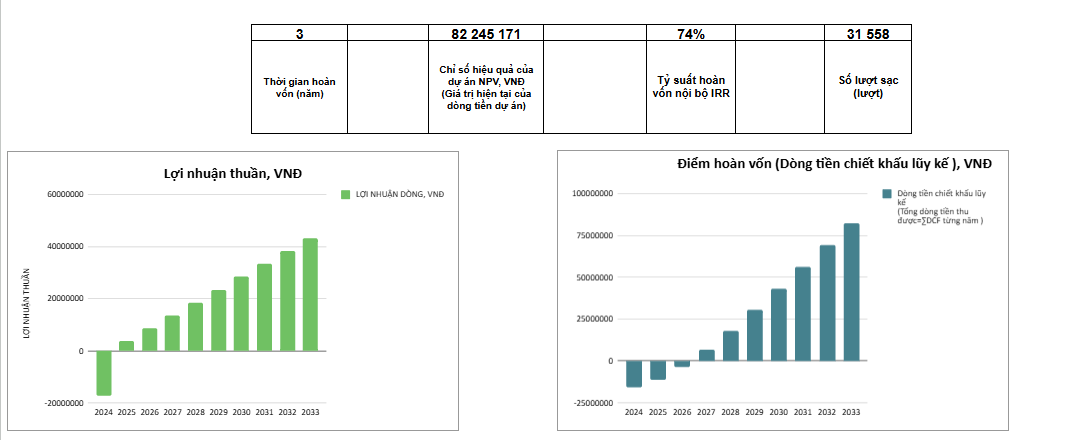 3
82 245 171
74%
31 558
Thời gian hoàn
vốn (năm)
Chỉ số hiệu quả của
dự án NPV, VNĐ
(Giá trị hiện tại của
dòng tiền dự án)
Tỷ suất hoàn
vốn nội bộ IRR
Số lượt sạc
(lượt)
Lợi nhuận thuần, VNĐ
LỢI NHUẬN DÒNG, VNĐ
LỢI NHUẬN THUẦN
60000000
40000000
20000000
0
-20000000
2024 2025 2026 2027 2028 2029 2030 2031 2032 2033
Điểm hoàn vốn (Dòng tiền chiết khấu lũy kế ), VNĐ
Dòng tiền chiết khấu lũy
kế
(Tổng dòng tiền thu
được=∑DCF từng năm )
100000000
75000000
50000000
25000000
0
-25000000
2024 2025 2026 2027 2028 2029 2030 2031 2032 2033